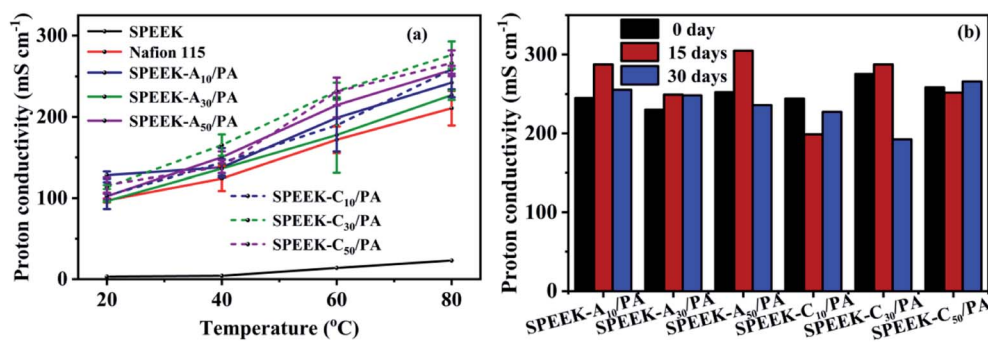 (a)
SPEEK
Nafion 115
SPEEK-A₁₀/PA
SPEEK-A₃₀/PA
SPEEK-A₅₀/PA
SPEEK-C₁₀/PA
SPEEK-C₃₀/PA
SPEEK-C₅₀/PA
Proton conductivity (mS cm⁻¹)
300
200
100
0
20
40
60
80
Temperature (°C)
(b)
0 day
15 days
30 days
Proton conductivity (mS cm⁻¹)
300
200
100
0
SPEEK-A₁₀/PA
SPEEK-A₃₀/PA
SPEEK-A₅₀/PA
SPEEK-C₁₀/PA
SPEEK-C₃₀/PA
SPEEK-C₅₀/PA